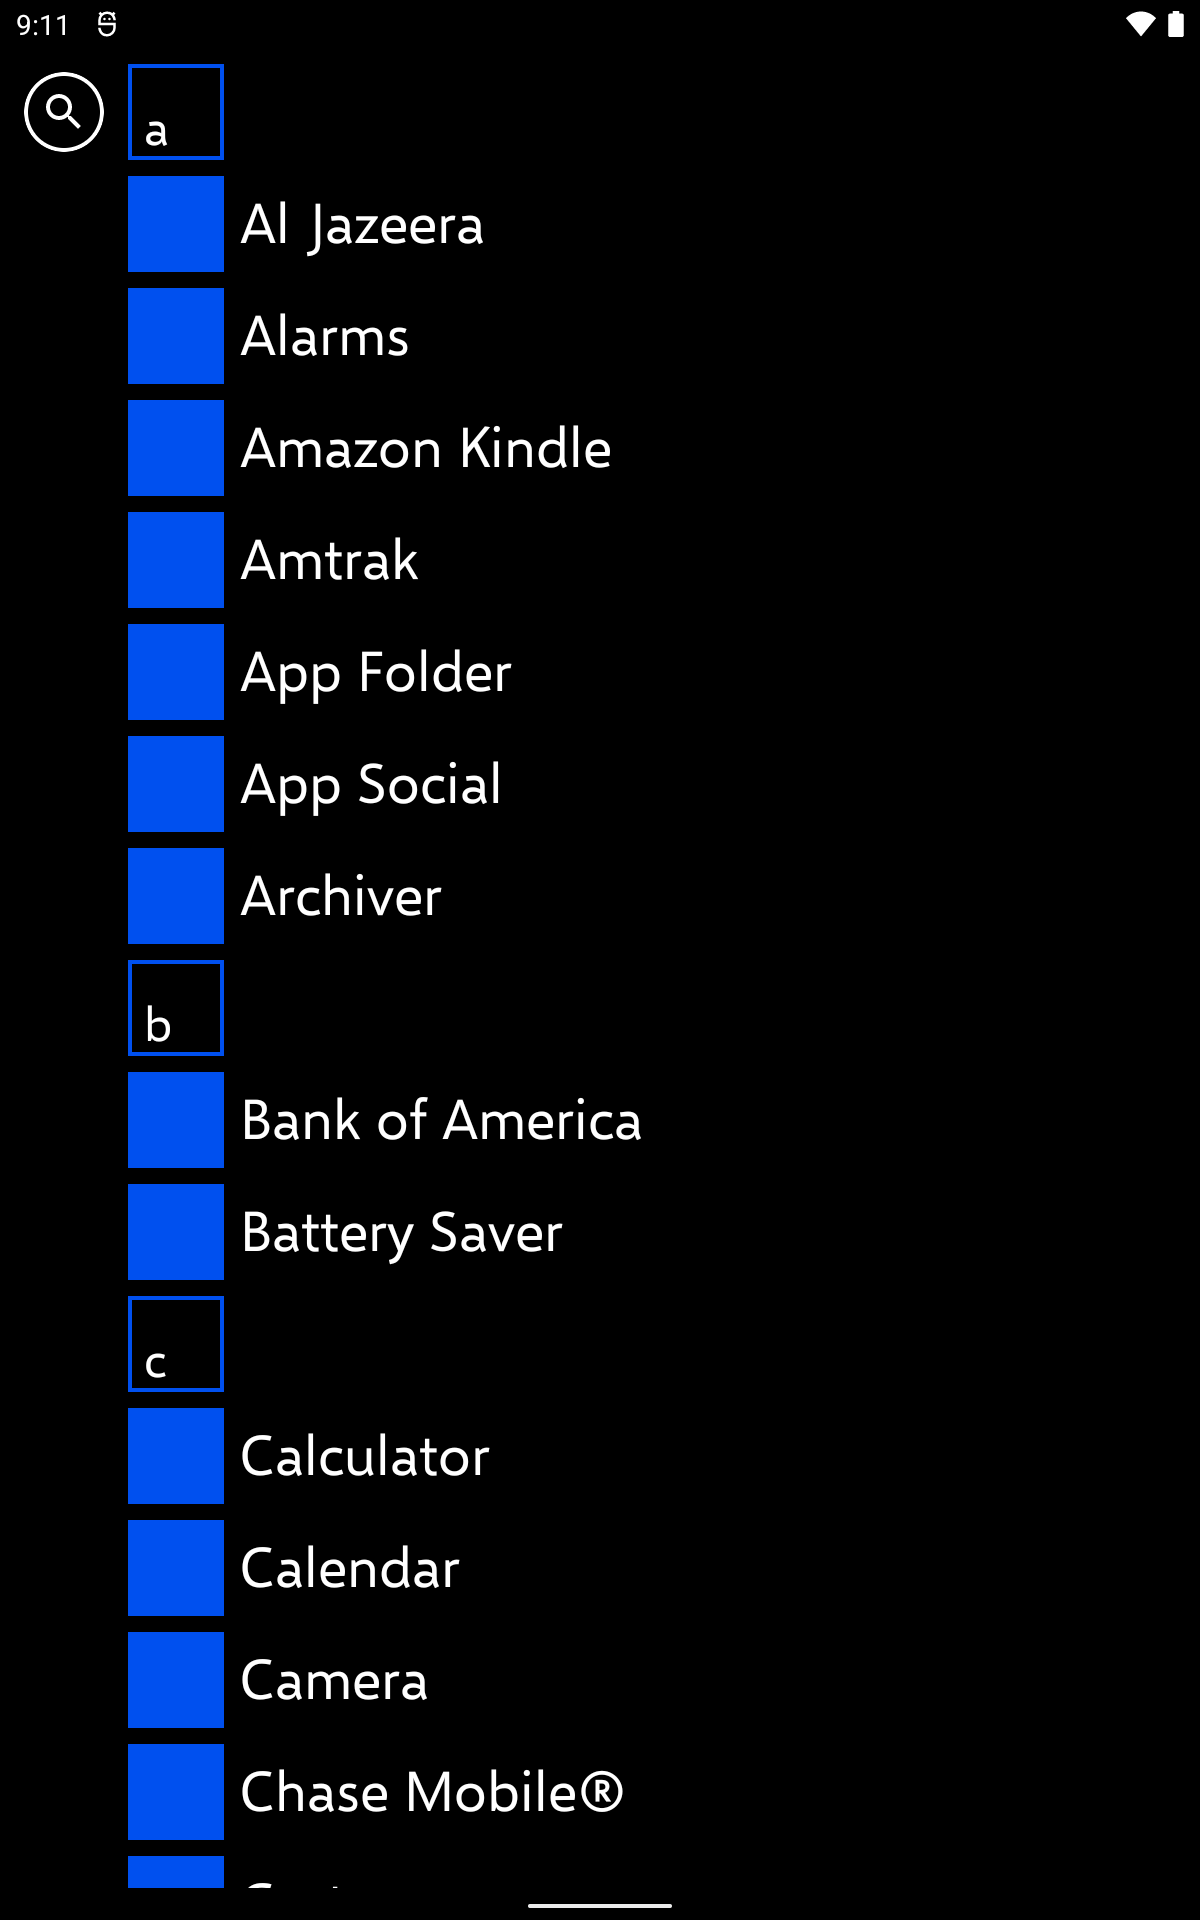 9:11
a
Al Jazeera
Alarms
Amazon Kindle
Amtrak
App Folder
App Social
Archiver
b
Bank of America
Battery Saver
c
Calculator
Calendar
Camera
Chase Mobile®